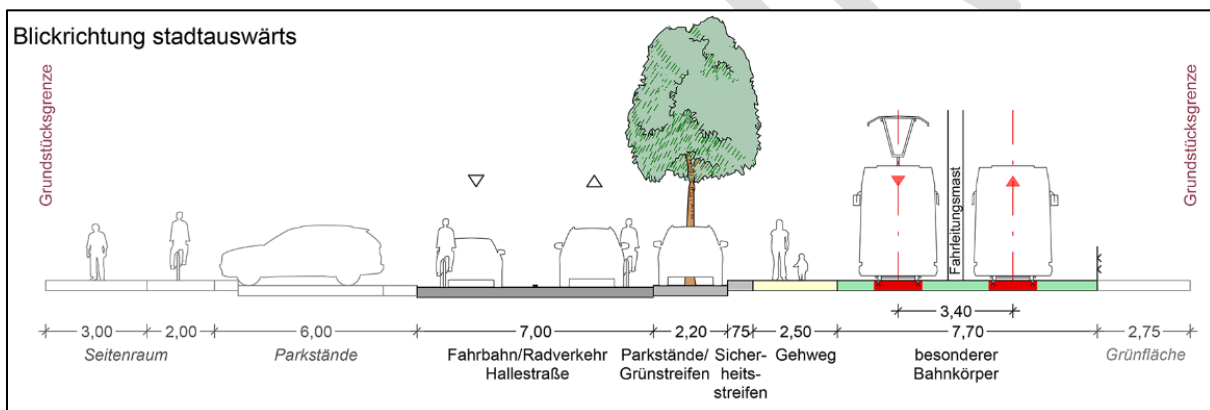 Blickrichtung stadtauswärts
Grundstücksgrenze
Grundstücksgrenze
Fahrleitungsmast
3,40
3,00
2,00
6,00
7,00
2,20
75
2,50
7,70
2,75
Seitenraum
Parkstände
Fahrbahn/Radverkehr
Hallestraße
Parkstände/
Grünstreifen
Sicher-
heits-
streifen
Gehweg
besonderer
Bahnkörper
Grünfläche